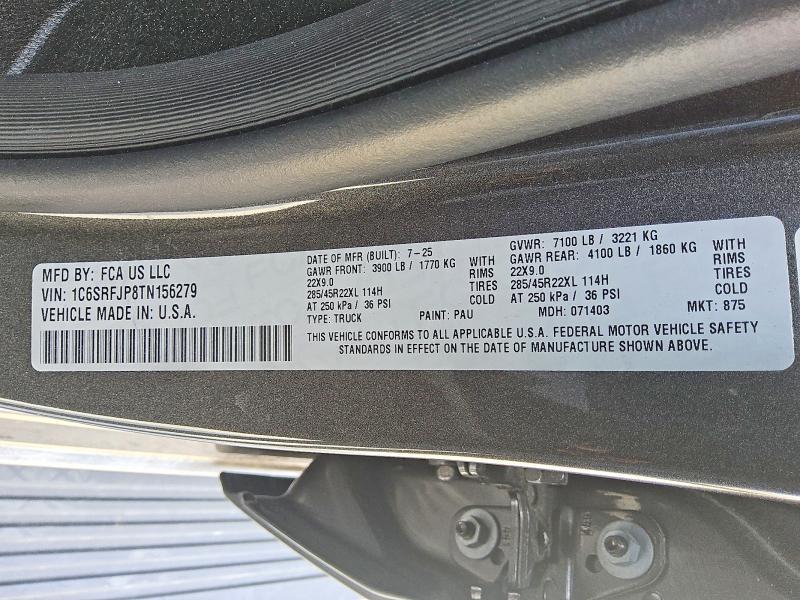 MFD BY: FCA US LLC
VIN: 1C6SRFJP8TN156279
VEHICLE MADE IN: U.S.A.
DATE OF MFR (BUILT): 7-25
GAWR FRONT: 3900 LB / 1770 KG WITH
22X9.0 RIMS
285/45R22XL 114H TIRES
AT 250 kPa / 36 PSI COLD
TYPE: TRUCK PAINT: PAU
GVWR: 7100 LB / 3221 KG
GAWR REAR: 4100 LB / 1860 KG WITH
22X9.0 RIMS
285/45R22XL 114H TIRES
AT 250 kPa / 36 PSI COLD
MDH: 071403 MKT: 875
THIS VEHICLE CONFORMS TO ALL APPLICABLE U.S.A. FEDERAL MOTOR VEHICLE SAFETY
STANDARDS IN EFFECT ON THE DATE OF MANUFACTURE SHOWN ABOVE.